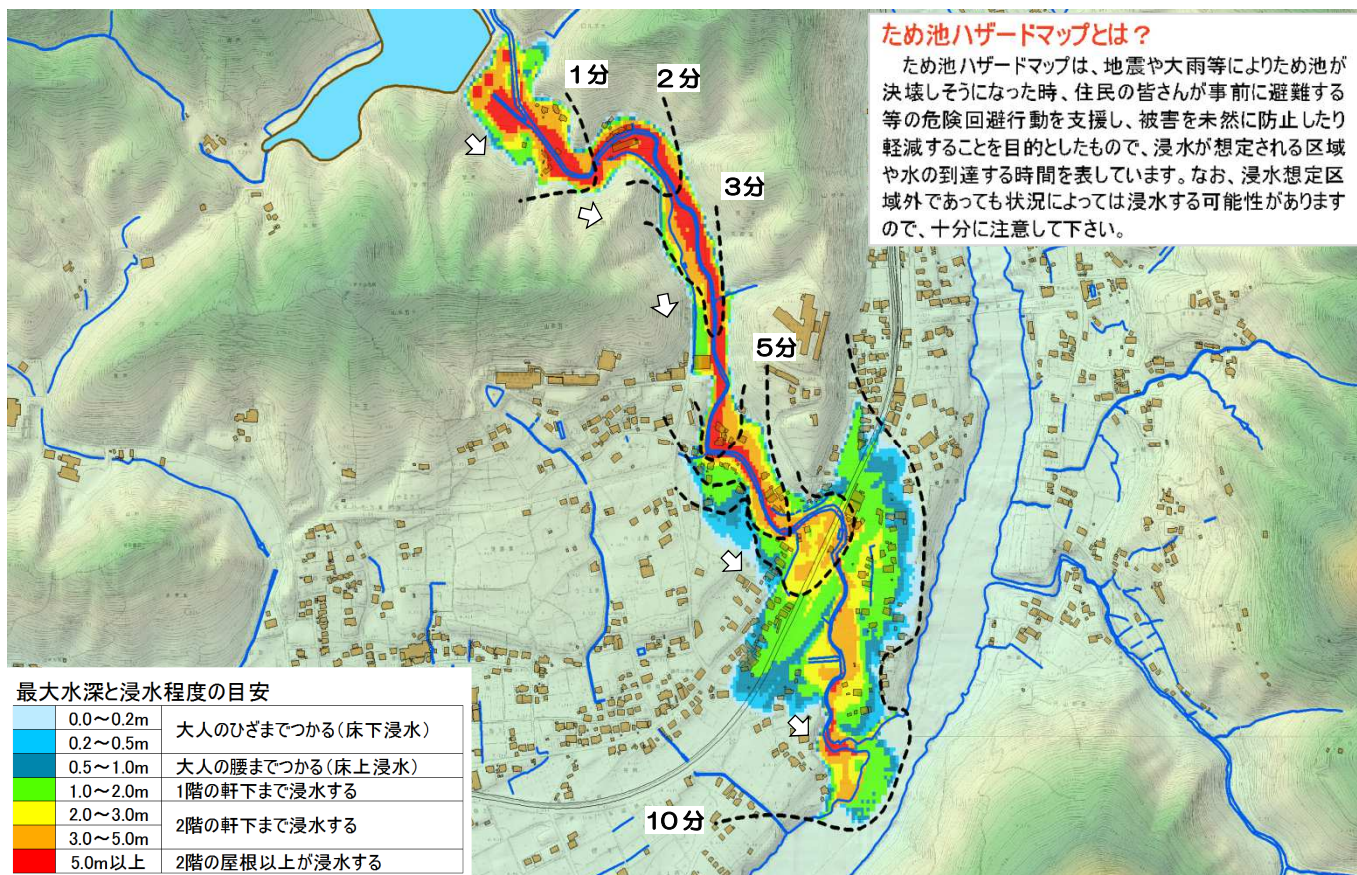 ため池ハザードマップとは？
ため池ハザードマップは、地震や大雨等によりため池が
決壊しそうになった時、住民の皆さんが事前に避難する
等の危険回避行動を支援し、被害を未然に防止したり
軽減することを目的としたもので、浸水が想定される区域
や水の到達する時間を表しています。なお、浸水想定区
域外であっても状況によっては浸水する可能性があります
ので、十分に注意して下さい。
1分
2分
3分
5分
10分
最大水深と浸水程度の目安
0.0～0.2m
大人のひざまでつかる(床下浸水)
0.2～0.5m
0.5～1.0m 大人の腰までつかる(床上浸水)
1.0～2.0m 1階の軒下まで浸水する
2.0～3.0m
2階の軒下まで浸水する
3.0～5.0m
5.0m以上 2階の屋根以上が浸水する